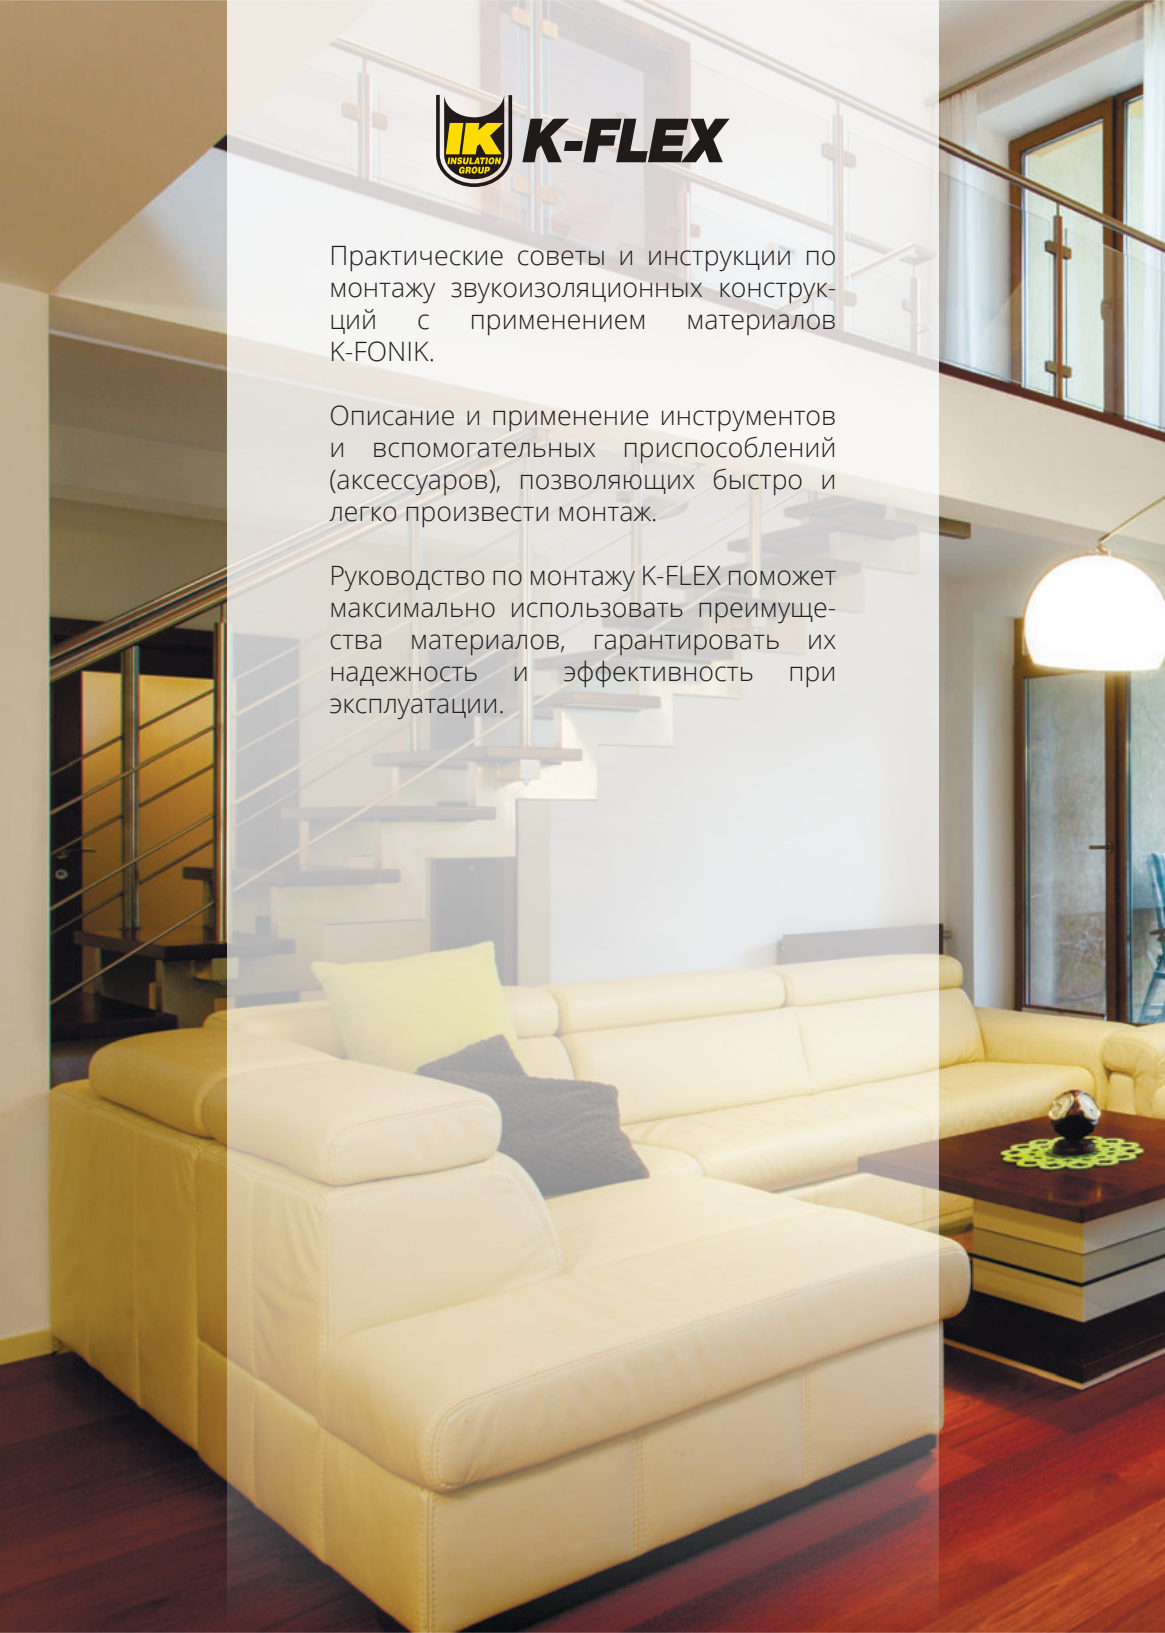 IK
INSULATION
GROUP
K-FLEX
Практические советы и инструкции по
монтажу звукоизоляционных конструк-
ций с применением материалов
K-FONIK.
Описание и применение инструментов
и вспомогательных приспособлений
(аксессуаров), позволяющих быстро и
легко произвести монтаж.
Руководство по монтажу K-FLEX поможет
максимально использовать преимуще-
ства материалов, гарантировать их
надежность и эффективность при
эксплуатации.